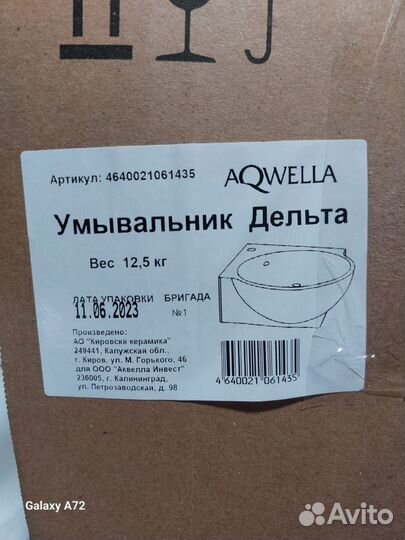 Артикул: 4640021061435
AQWELLA
Умывальник Дельта
Вес 12,5 кг
ДАТА УПАКОВКИ БРИГАДА
11.06.2023 №1
Произведено:
АО "Кировскя керамика"
249441, Калужская обл.,
г. Киров, ул. М. Горького, 46
для ООО "Аквелла Инвест"
236005, г. Калининград,
ул. Петрозаводская, д. 98
4 640021 061435
Galaxy A72
Avito